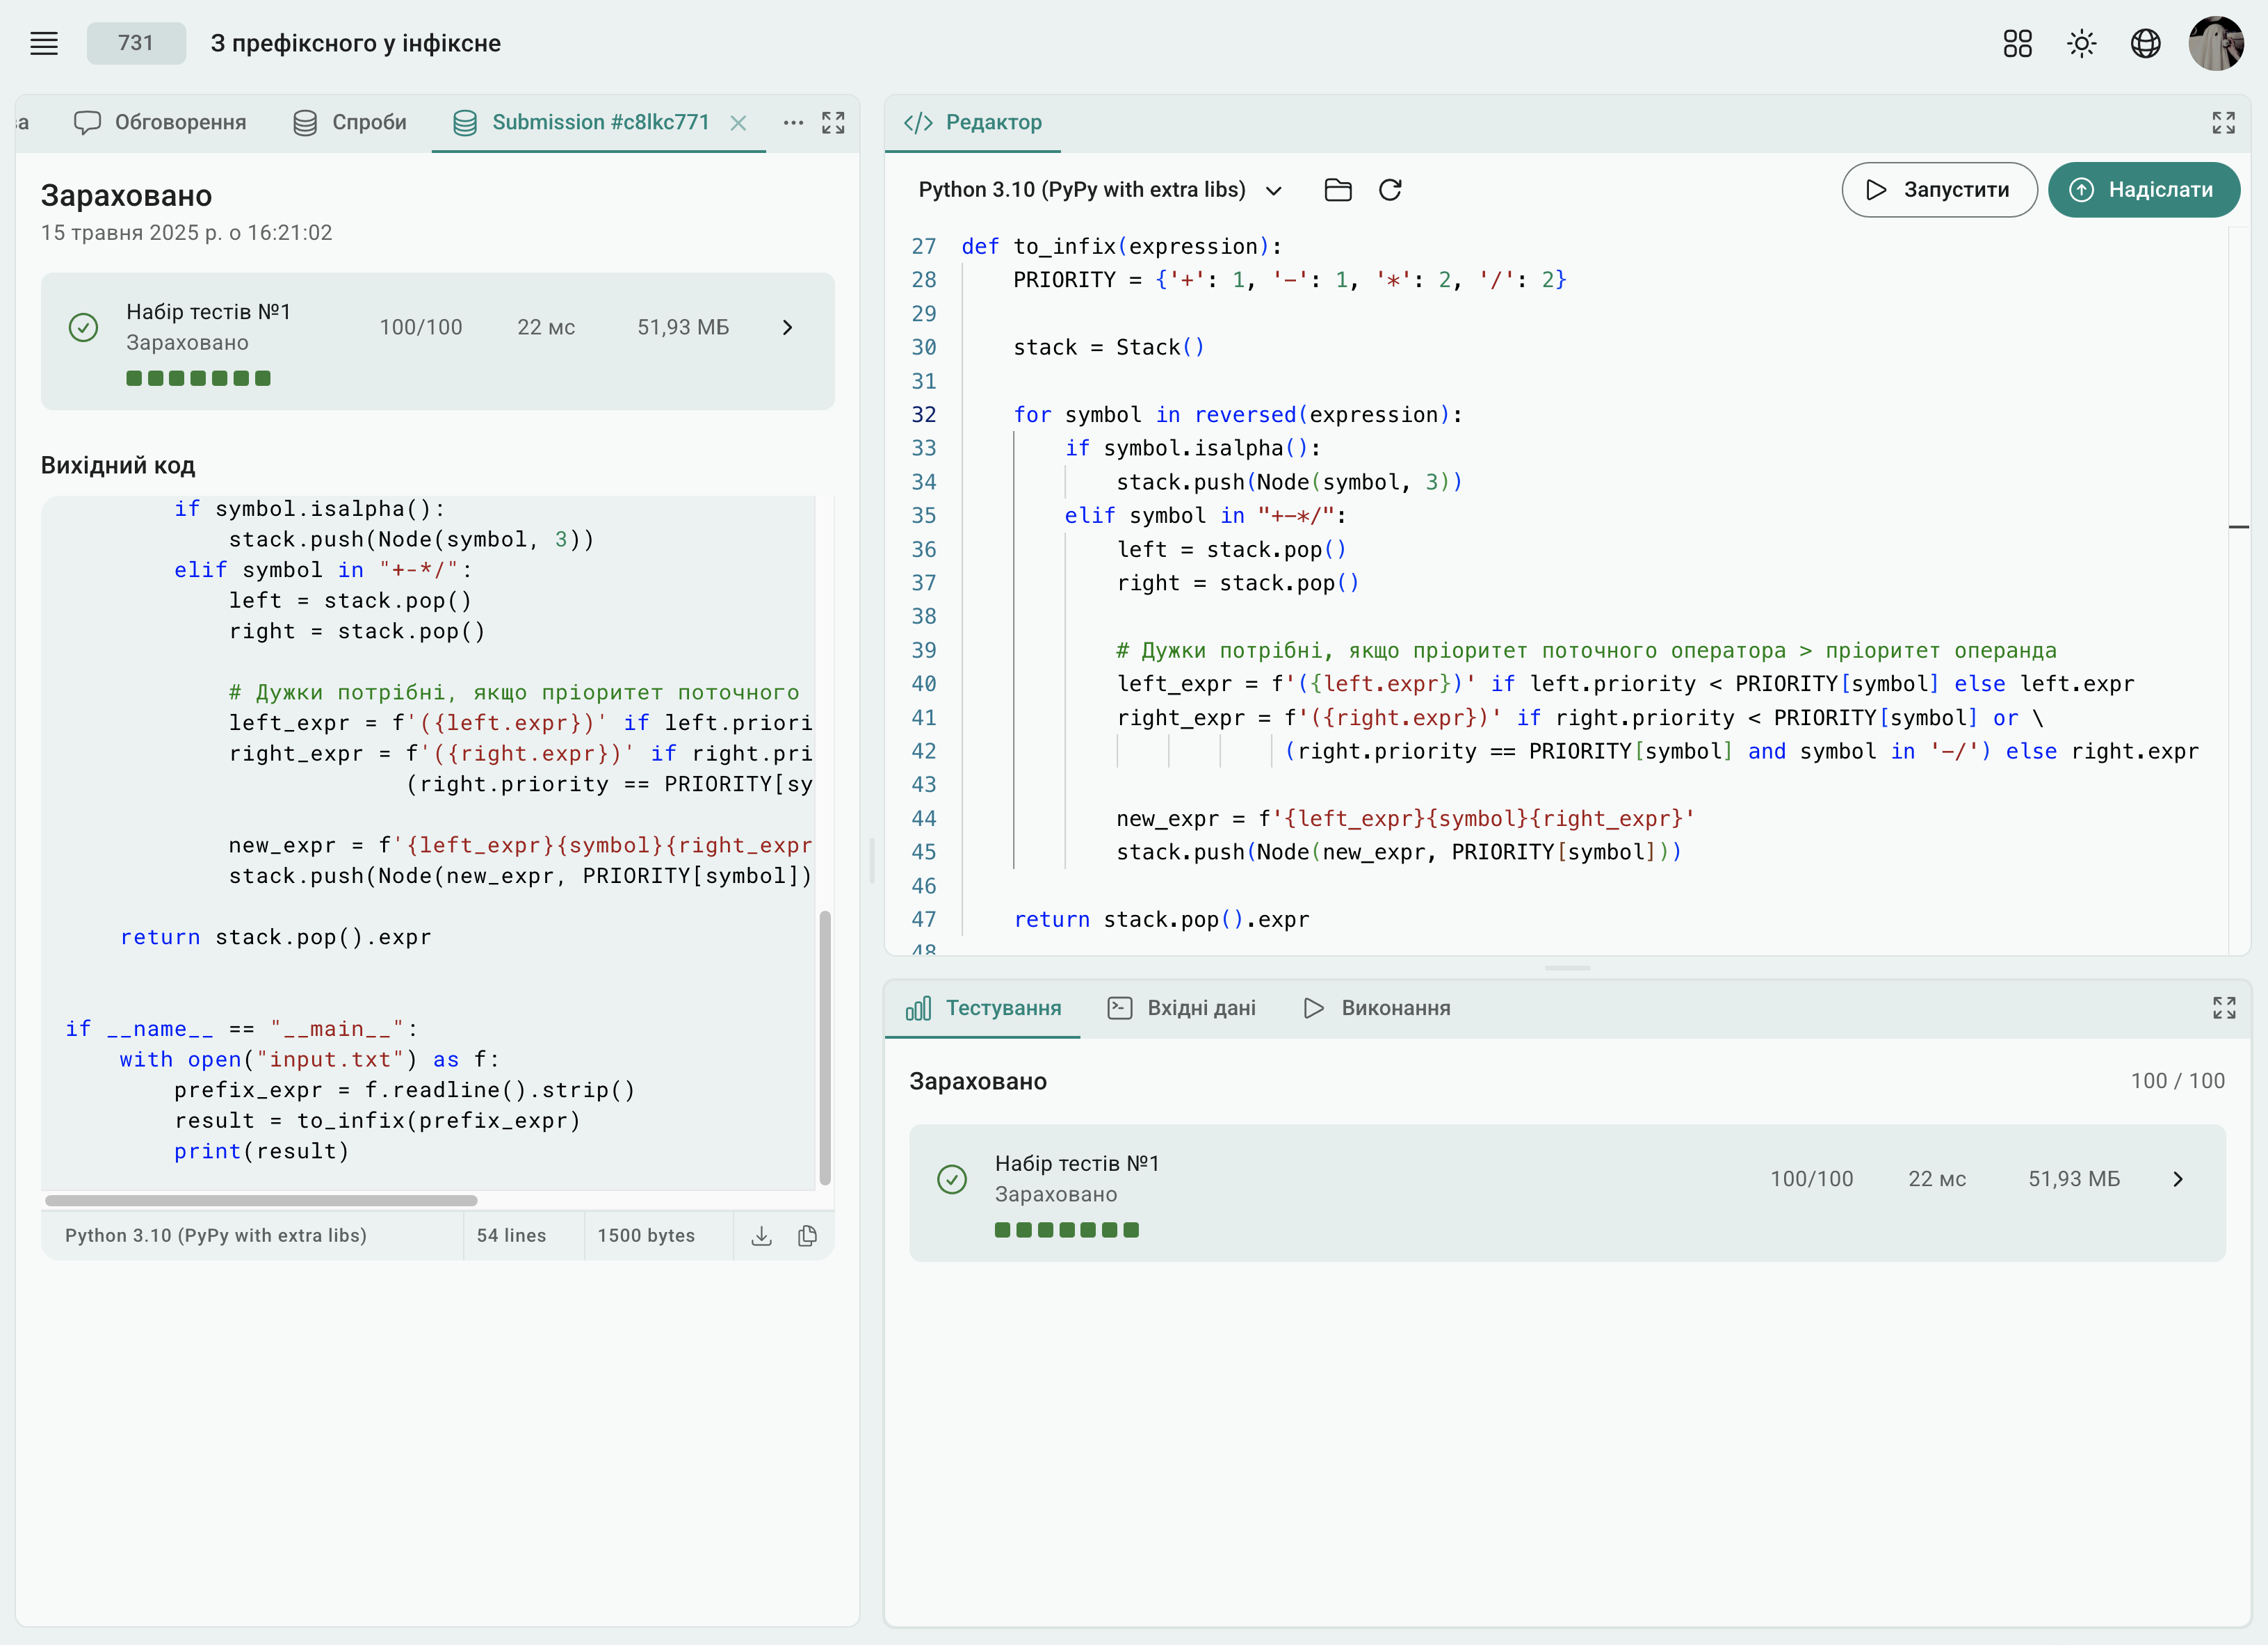 731
З префіксного у інфіксне
а
Обговорення
Спроби
Submission #c8lkc771
Зараховано
15 травня 2025 р. о 16:21:02
Набір тестів №1
Зараховано
100/100
22 мс
51,93 МБ
Вихідний код
if symbol.isalpha():
stack.push(Node(symbol, 3))
elif symbol in "+-*/":
left = stack.pop()
right = stack.pop()
# Дужки потрібні, якщо пріоритет поточного
left_expr = f'({left.expr})' if left.priori
right_expr = f'({right.expr})' if right.pri
(right.priority == PRIORITY[sy
new_expr = f'{left_expr}{symbol}{right_expr
stack.push(Node(new_expr, PRIORITY[symbol])
return stack.pop().expr
if __name__ == "__main__":
with open("input.txt") as f:
prefix_expr = f.readline().strip()
result = to_infix(prefix_expr)
print(result)
Python 3.10 (PyPy with extra libs)
54 lines
1500 bytes
Редактор
Python 3.10 (PyPy with extra libs)
Запустити
Надіслати
27 def to_infix(expression):
28 PRIORITY = {'+': 1, '-': 1, '*': 2, '/': 2}
29
30 stack = Stack()
31
32 for symbol in reversed(expression):
33 if symbol.isalpha():
34 stack.push(Node(symbol, 3))
35 elif symbol in "+-*/":
36 left = stack.pop()
37 right = stack.pop()
38
39 # Дужки потрібні, якщо пріоритет поточного оператора > пріоритет операнда
40 left_expr = f'({left.expr})' if left.priority < PRIORITY[symbol] else left.expr
41 right_expr = f'({right.expr})' if right.priority < PRIORITY[symbol] or \
42 (right.priority == PRIORITY[symbol] and symbol in '-/') else right.expr
43
44 new_expr = f'{left_expr}{symbol}{right_expr}'
45 stack.push(Node(new_expr, PRIORITY[symbol]))
46
47 return stack.pop().expr
48
Тестування
Вхідні дані
Виконання
Зараховано
100 / 100
Набір тестів №1
Зараховано
100/100
22 мс
51,93 МБ